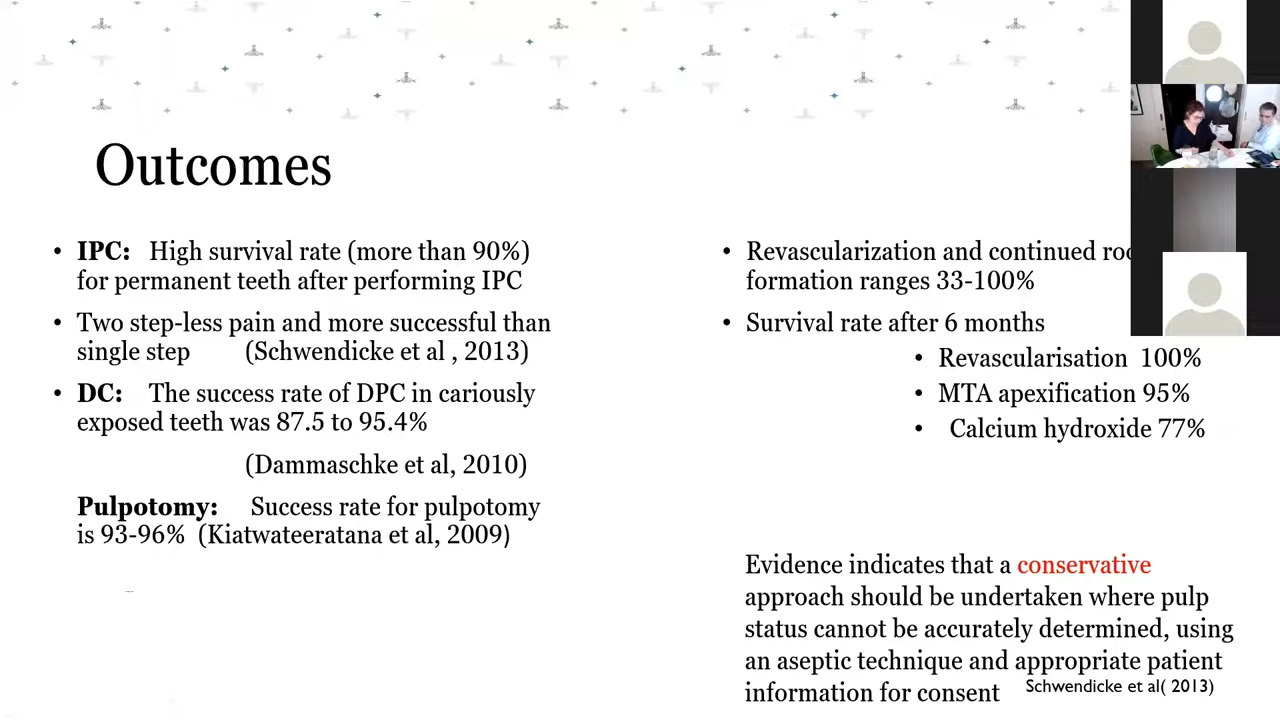 Outcomes
• IPC: High survival rate (more than 90%)
for permanent teeth after performing IPC
• Two step-less pain and more successful than
single step (Schwendicke et al , 2013)
• DC: The success rate of DPC in cariously
exposed teeth was 87.5 to 95.4%
(Dammaschke et al, 2010)
Pulpotomy: Success rate for pulpotomy
is 93-96% (Kiatwateeratana et al, 2009)
• Revascularization and continued
formation ranges 33-100%
• Survival rate after 6 months
• Revascularisation 100%
• MTA apexification 95%
• Calcium hydroxide 77%
Evidence indicates that a conservative
approach should be undertaken where pulp
status cannot be accurately determined, using
an aseptic technique and appropriate patient
information for consent Schwendicke et al( 2013)